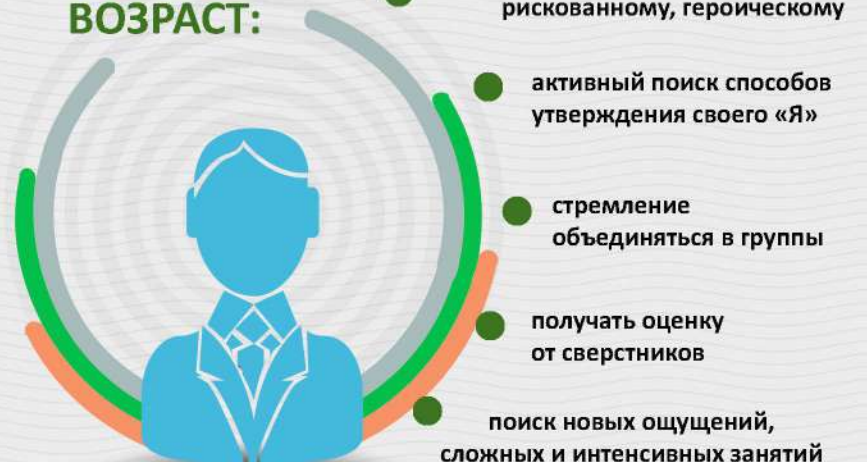 ВОЗРАСТ:
рискованному, героическому
активный поиск способов
утверждения своего «Я»
стремление
объединяться в группы
получать оценку
от сверстников
поиск новых ощущений,
сложных и интенсивных занятий